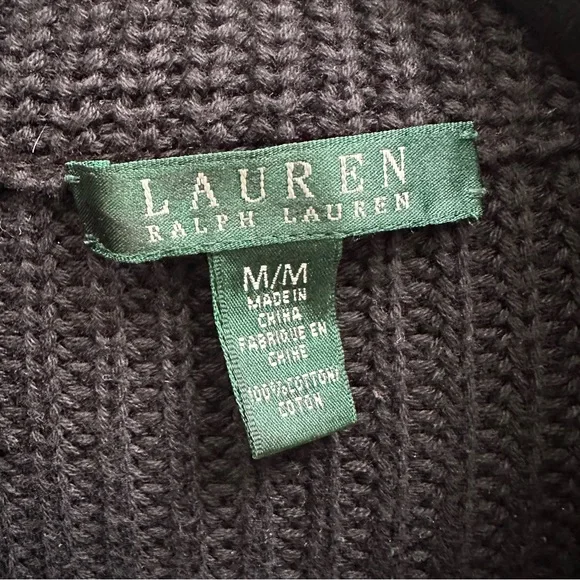 LAUREN
RALPH LAUREN
M/M
MADE IN
CHINA
FABRIQUE EN
CHINE
100% COTTON/
COTON